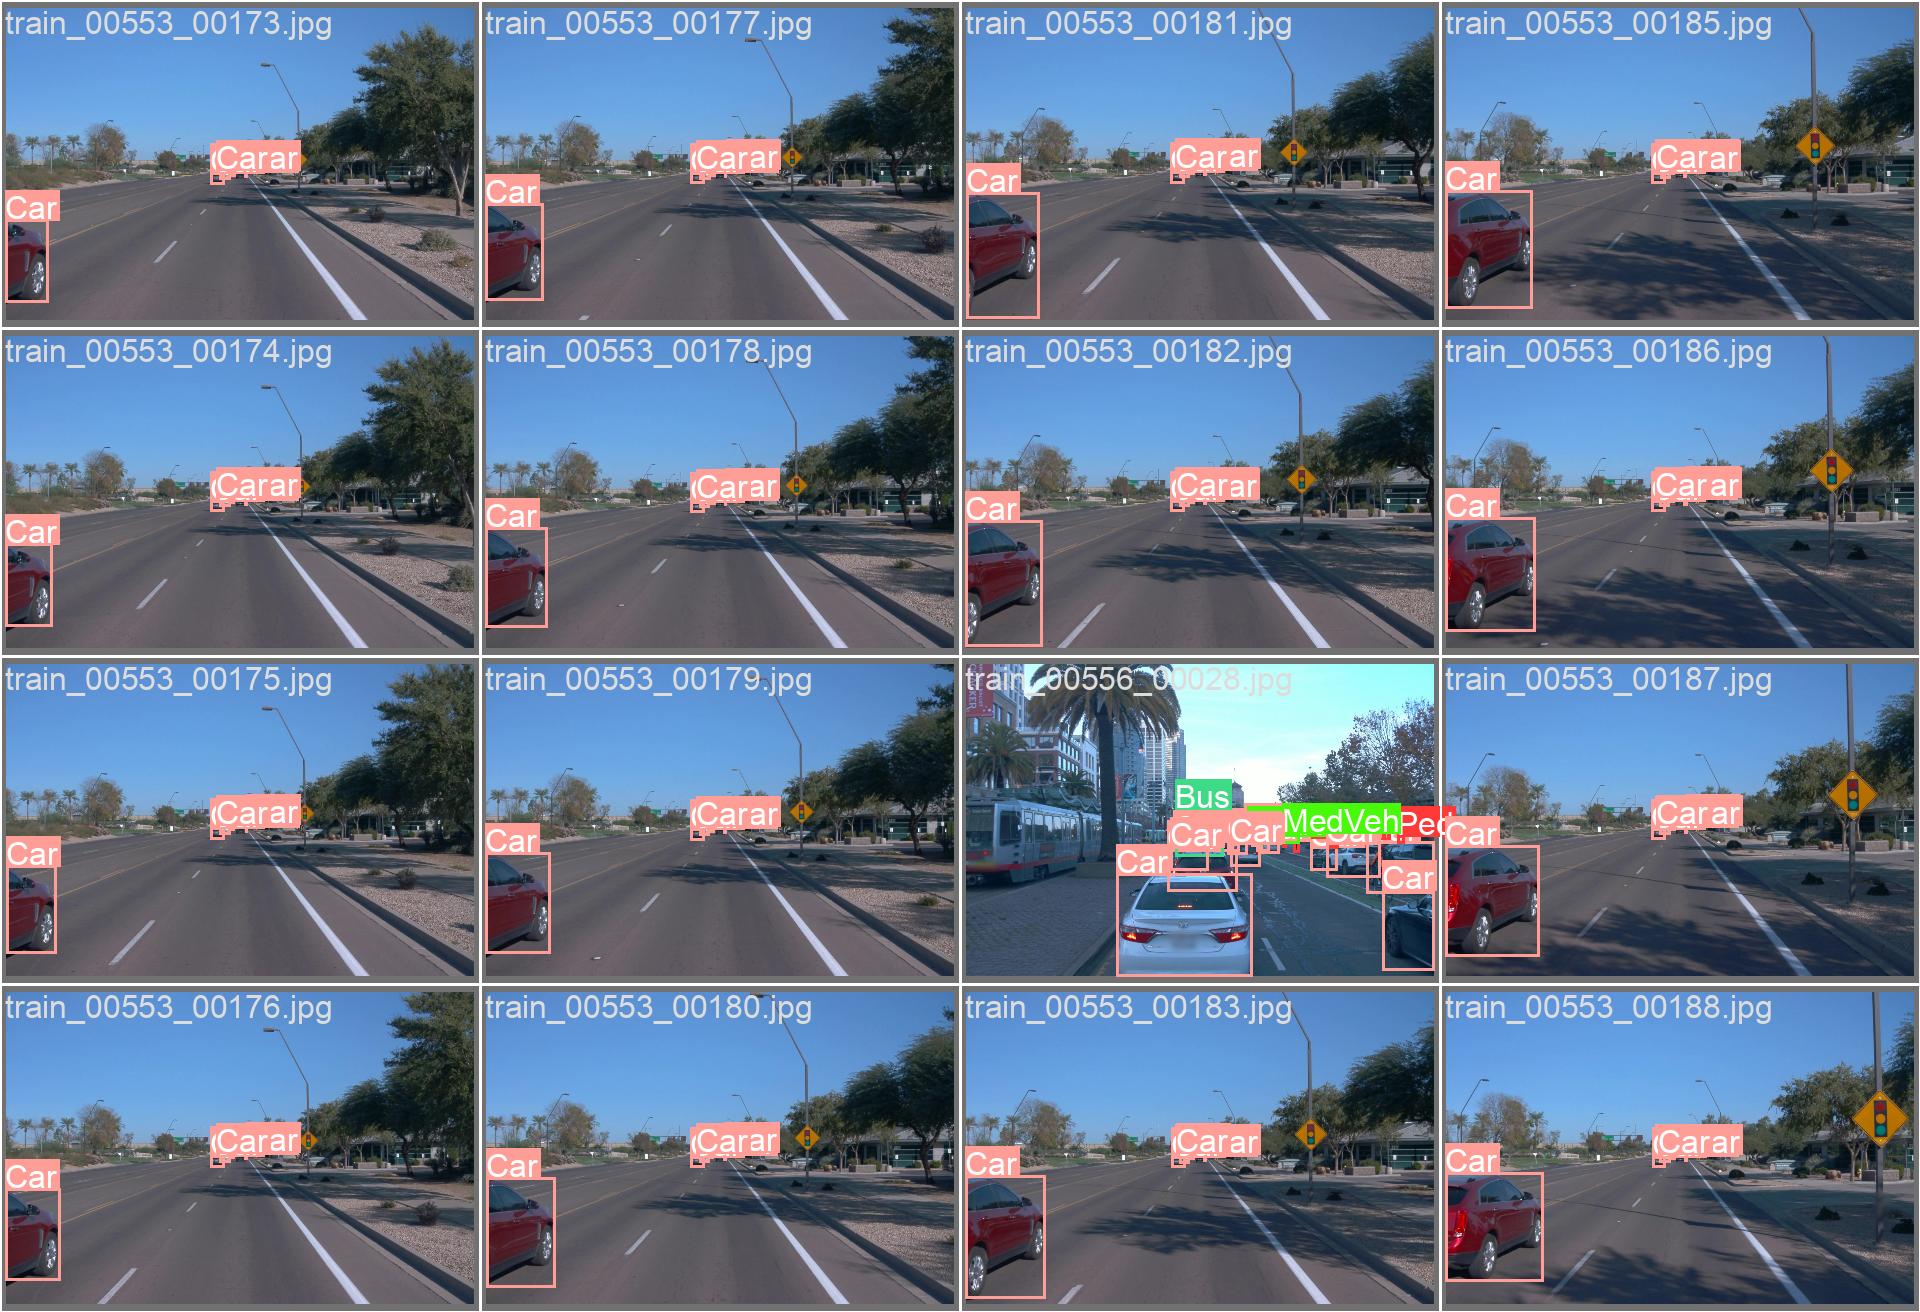 train_00553_00173.jpg
Carar
Car
train_00553_00177.jpg
Carar
Car
train_00553_00181.jpg
Carar
Car
train_00553_00185.jpg
Carar
Car
train_00553_00174.jpg
Carar
Car
train_00553_00178.jpg
Carar
Car
train_00553_00182.jpg
Carar
Car
train_00553_00186.jpg
Carar
Car
train_00553_00175.jpg
Carar
Car
train_00553_00179.jpg
Carar
Car
train_00556_00028.jpg
Bus
Car
Car
MedVeh
Ped
Car
Car
train_00553_00187.jpg
Carar
Car
train_00553_00176.jpg
Carar
Car
train_00553_00180.jpg
Carar
Car
train_00553_00183.jpg
Carar
Car
train_00553_00188.jpg
Carar
Car